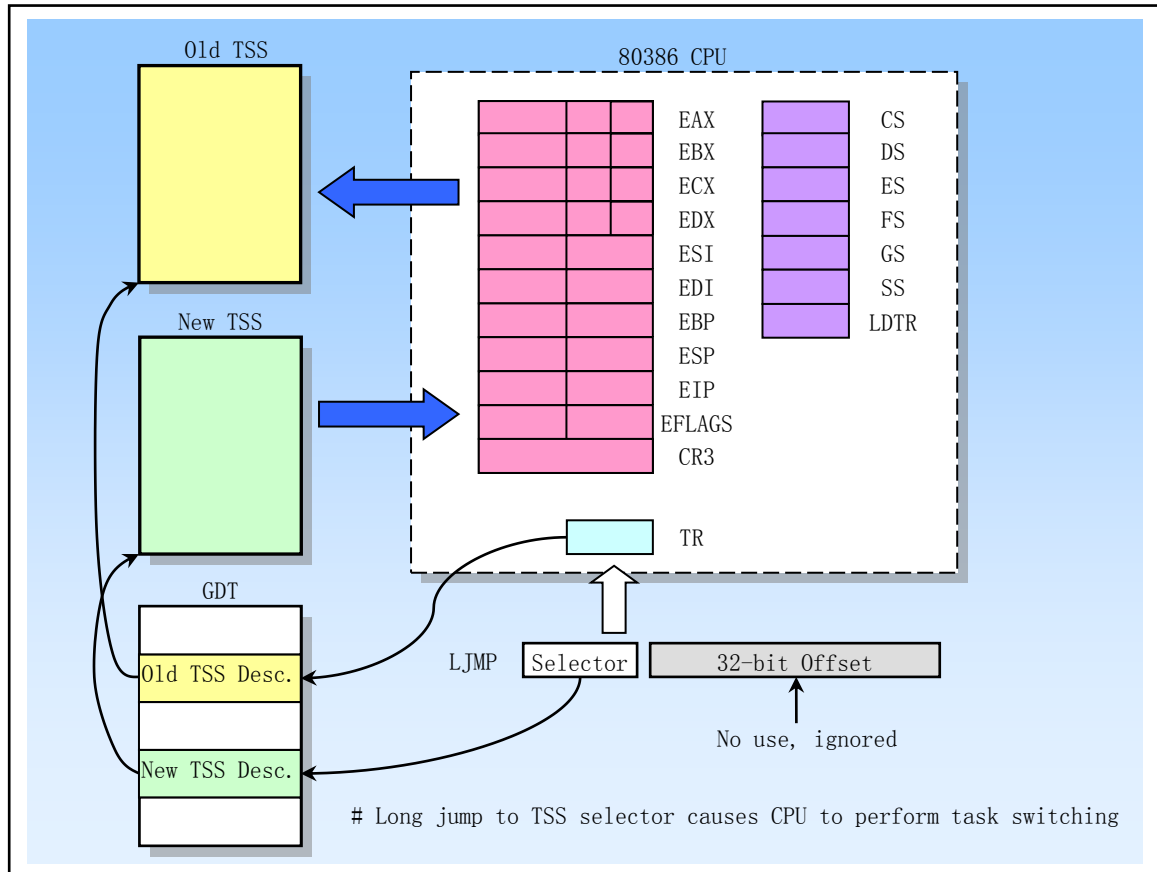 Old TSS
80386 CPU
EAX
EBX
ECX
EDX
ESI
EDI
EBP
ESP
EIP
EFLAGS
CR3
CS
DS
ES
FS
GS
SS
LDTR
New TSS
TR
GDT
Old TSS Desc.
New TSS Desc.
LJMP
Selector
32-bit Offset
No use, ignored
# Long jump to TSS selector causes CPU to perform task switching